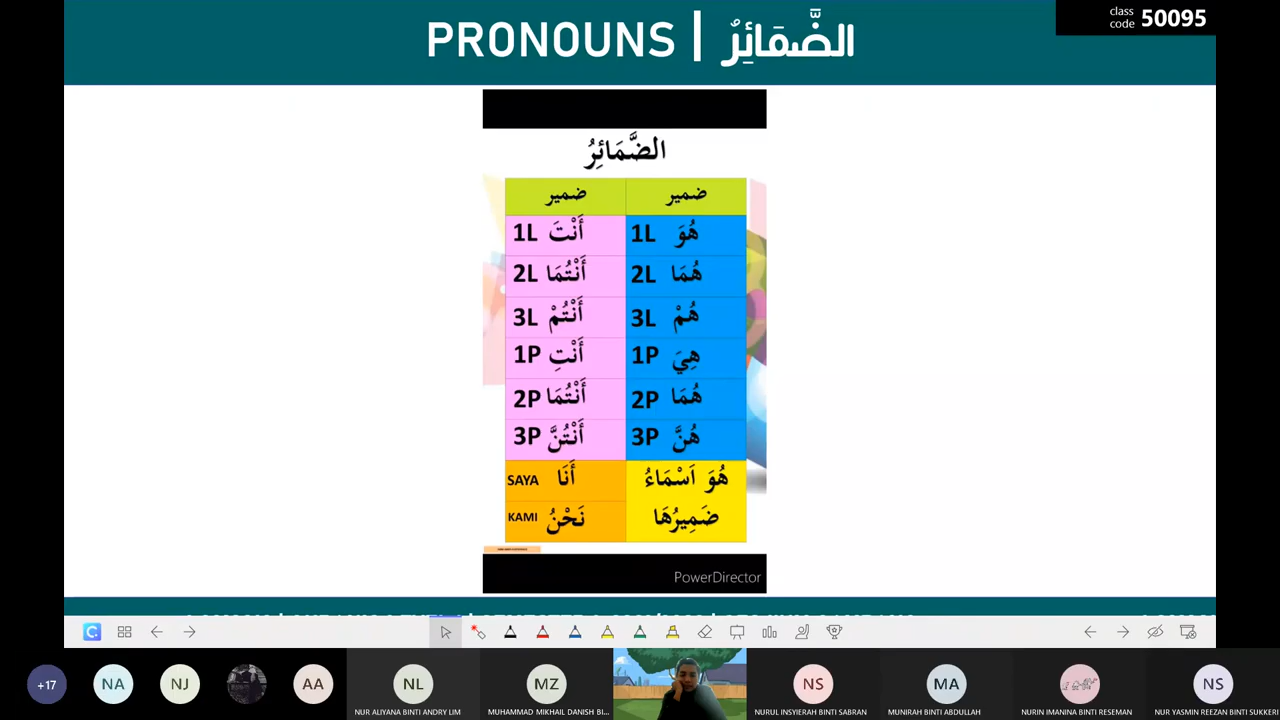 PRONOUNS | الضَّمَائِرُ
class code 50095
الضَّمَائِرُ
ضمير ضمير
هُوَ 1L أَنْتَ 1L
هُمَا 2L أَنْتُمَا 2L
هُمْ 3L أَنْتُمْ 3L
هِيَ 1P أَنْتِ 1P
هُمَا 2P أَنْتُمَا 2P
هُنَّ 3P أَنْتُنَّ 3P
هُوَ اَسْمَاءُ أَنَا SAYA
ضَمِيرُهَا نَحْنُ KAMI
PowerDirector
+17
NA
NJ
AA
NL
NUR ALIYANA BINTI ANDRY LIM
MZ
MUHAMMAD MIKHAIL DANISH BI...
NS
NURUL INSYIERAH BINTI SABRAN
MA
MUNIRAH BINTI ABDULLAH
NURIN IMANINA BINTI RESEMAN
NS
NUR YASMIN REEZAN BINTI SUKKERI